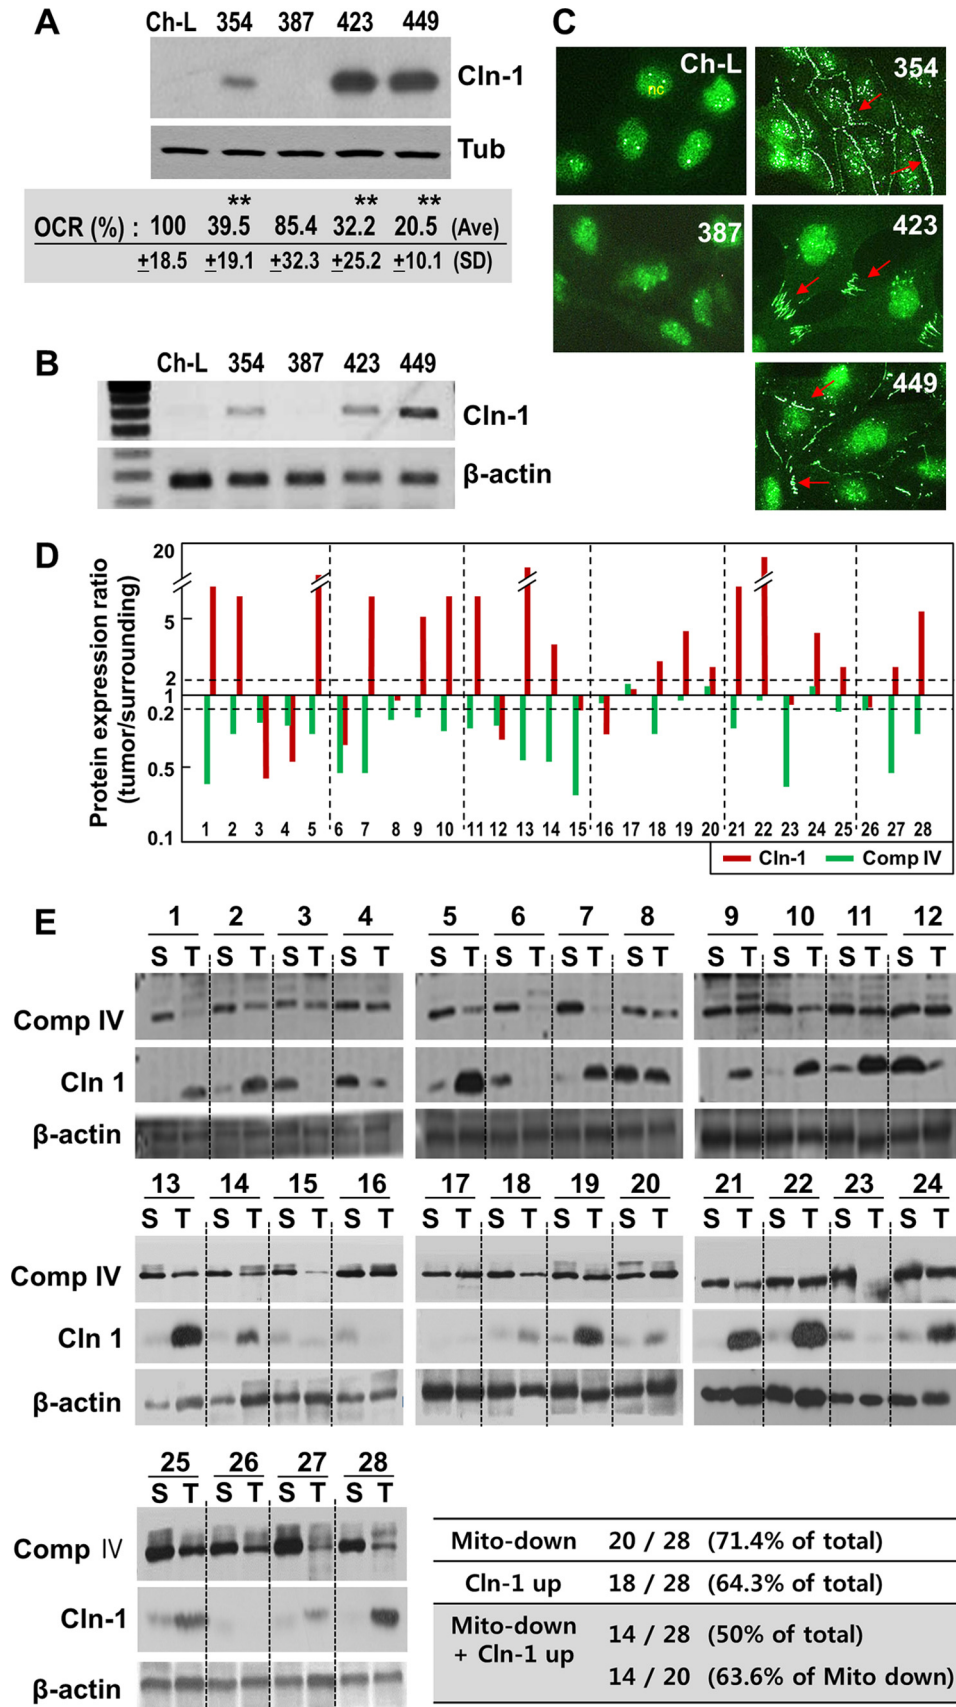 A
Ch-L 354 387 423 449
Cln-1
Tub
** ** **
OCR (%) : 100 39.5 85.4 32.2 20.5 (Ave)
±18.5 ±19.1 ±32.3 ±25.2 ±10.1 (SD)
B
Ch-L 354 387 423 449
Cln-1
β-actin
C
Ch-L
nc
354
387
423
449
D
Protein expression ratio
(tumor/surrounding)
20
5
2
1
0.2
0.5
0.1
1 2 3 4 5 6 7 8 9 10 11 12 13 14 15 16 17 18 19 20 21 22 23 24 25 26 27 28
Cln-1 Comp IV
E
1 2 3 4 5 6 7 8 9 10 11 12
S T S T S T S T S T S T S T S T S T S T S T S T
Comp IV
Cln 1
β-actin
13 14 15 16 17 18 19 20 21 22 23 24
S T S T S T S T S T S T S T S T S T S T S T S T
Comp IV
Cln 1
β-actin
25 26 27 28
S T S T S T S T
Comp IV
Cln-1
β-actin
Mito-down 20 / 28 (71.4% of total)
Cln-1 up 18 / 28 (64.3% of total)
Mito-down
+ Cln-1 up
14 / 28 (50% of total)
14 / 20 (63.6% of Mito down)